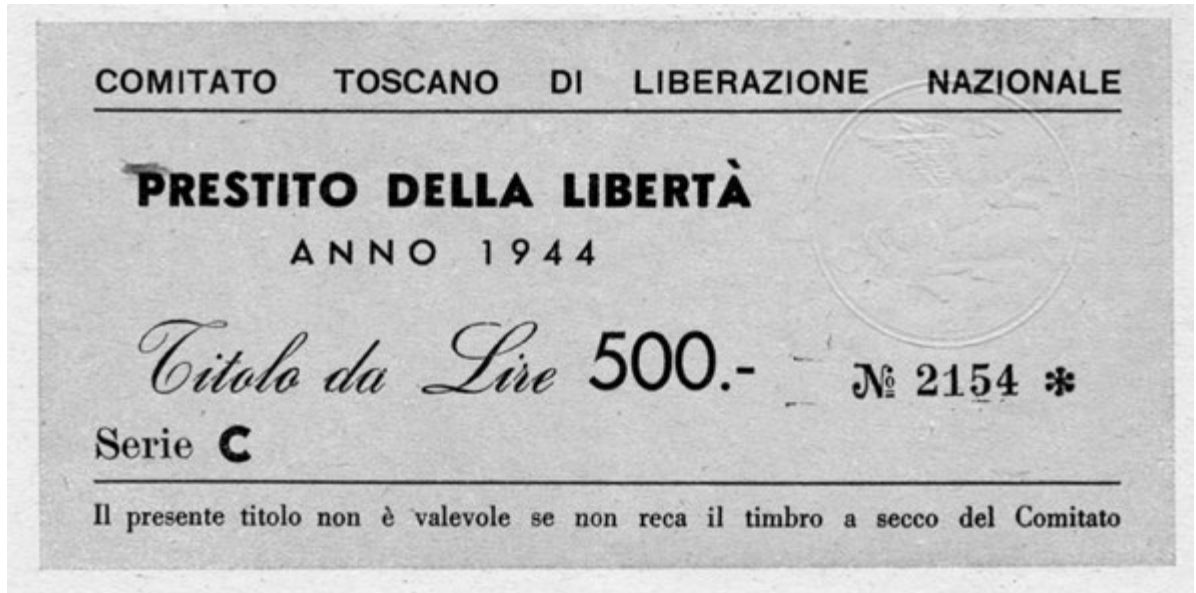 COMITATO TOSCANO DI LIBERAZIONE NAZIONALE
PRESTITO DELLA LIBERTÀ
ANNO 1944
Titolo da Lire 500.- № 2154 *
Serie C
Il presente titolo non è valevole se non reca il timbro a secco del Comitato